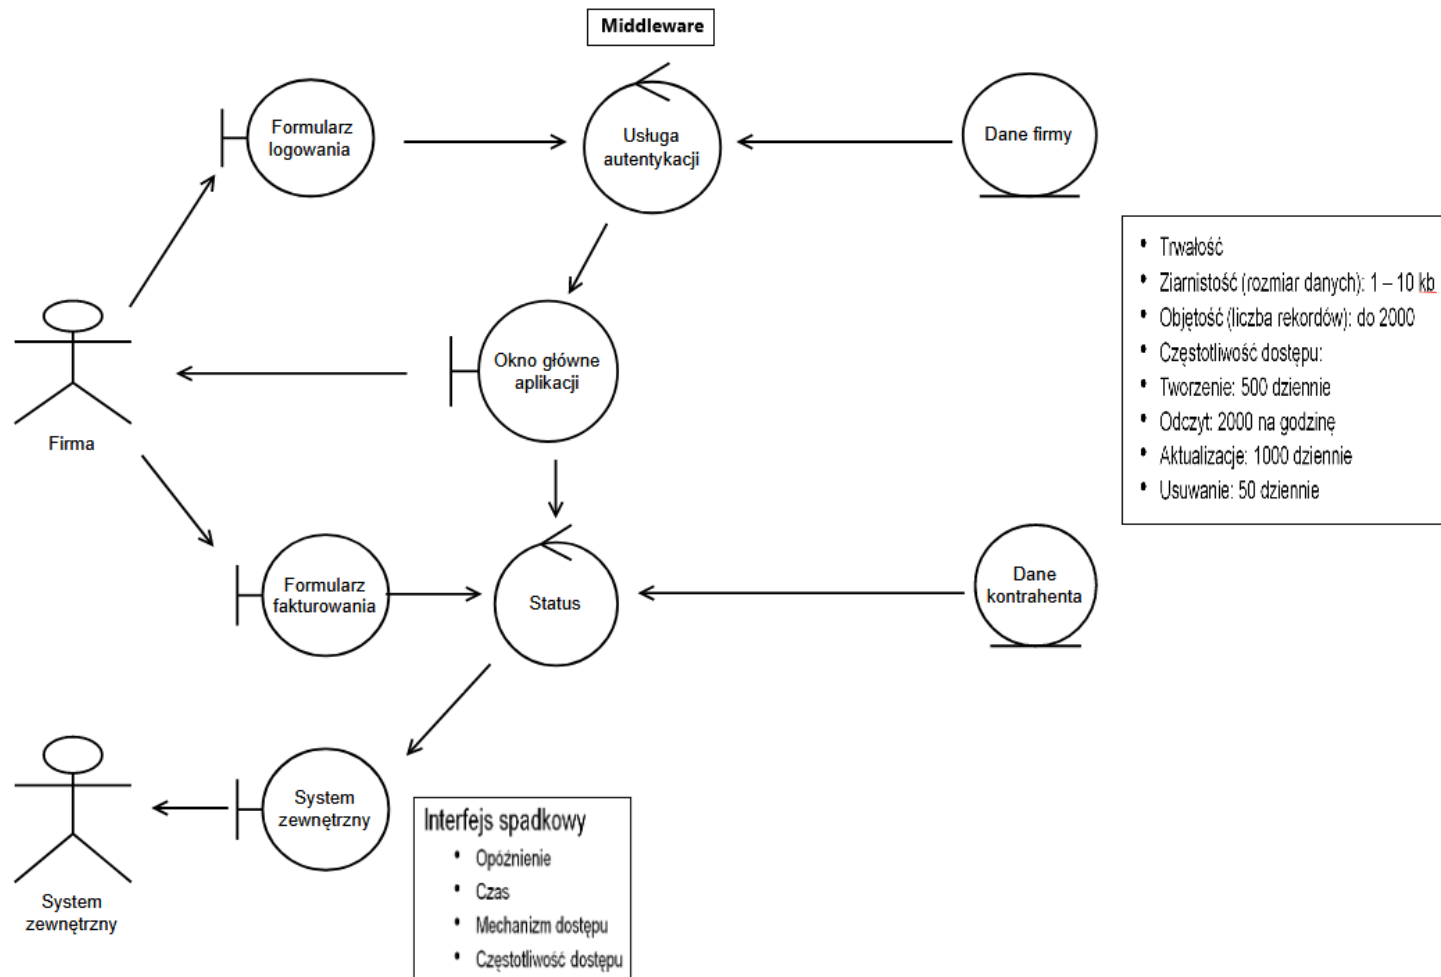 Middleware
Formularz
logowania
Usługa
autentykacji
Dane firmy
• Trwałość
• Ziarnistość (rozmiar danych): 1 – 10 kb
• Objętość (liczba rekordów): do 2000
• Częstotliwość dostępu:
• Tworzenie: 500 dziennie
• Odczyt: 2000 na godzinę
• Aktualizacje: 1000 dziennie
• Usuwanie: 50 dziennie
Okno główne
aplikacji
Firma
Formularz
fakturowania
Status
Dane
kontrahenta
System
zewnętrzny
System
zewnętrzny
Interfejs spadkowy
• Opóźnienie
• Czas
• Mechanizm dostępu
• Częstotliwość dostępu